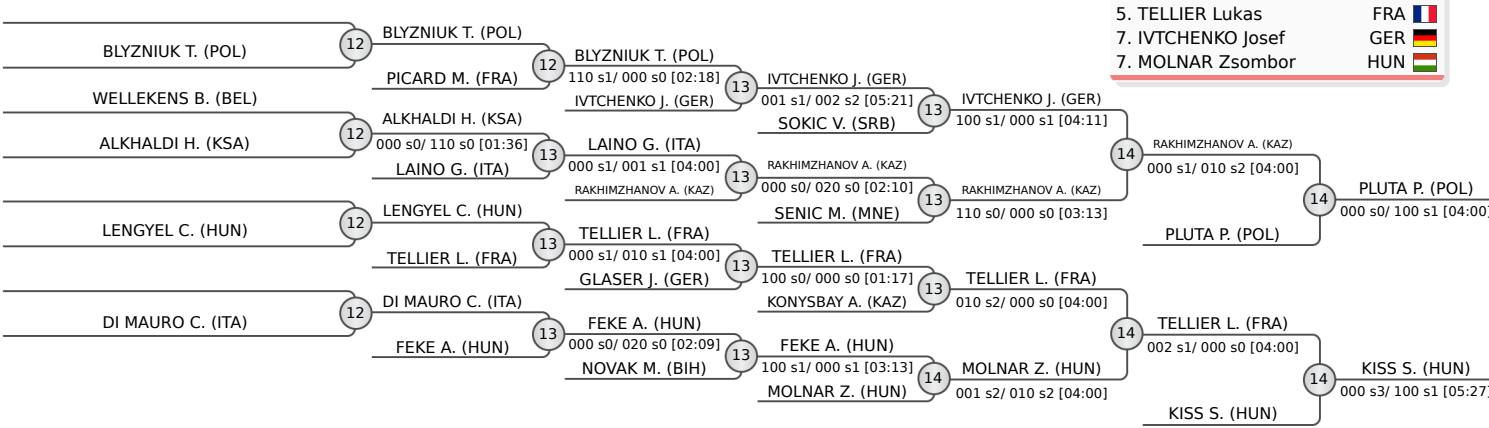 5. TELLIER Lukas FRA
7. IVTCHENKO Josef GER
7. MOLNAR Zsombor HUN
BLYZNIUK T. (POL)
12
WELLEKENS B. (BEL)
12
ALKHALDI H. (KSA)
LENGYEL C. (HUN)
12
DI MAURO C. (ITA)
12
BLYZNIUK T. (POL)
12
PICARD M. (FRA)
ALKHALDI H. (KSA)
000 s0/ 110 s0 [01:36]
13
LAINO G. (ITA)
LENGYEL C. (HUN)
13
TELLIER L. (FRA)
DI MAURO C. (ITA)
13
FEKE A. (HUN)
BLYZNIUK T. (POL)
110 s1/ 000 s0 [02:18]
13
IVTCHENKO J. (GER)
LAINO G. (ITA)
000 s1/ 001 s1 [04:00]
13
RAKHIMZHANOV A. (KAZ)
TELLIER L. (FRA)
000 s1/ 010 s1 [04:00]
13
GLASER J. (GER)
FEKE A. (HUN)
000 s0/ 020 s0 [02:09]
13
NOVAK M. (BIH)
IVTCHENKO J. (GER)
001 s1/ 002 s2 [05:21]
13
SOKIC V. (SRB)
RAKHIMZHANOV A. (KAZ)
000 s0/ 020 s0 [02:10]
13
SENIC M. (MNE)
TELLIER L. (FRA)
100 s0/ 000 s0 [01:17]
13
KONYSBAY A. (KAZ)
FEKE A. (HUN)
100 s1/ 000 s1 [03:13]
14
MOLNAR Z. (HUN)
IVTCHENKO J. (GER)
100 s1/ 000 s1 [04:11]
14
RAKHIMZHANOV A. (KAZ)
110 s0/ 000 s0 [03:13]
TELLIER L. (FRA)
010 s2/ 000 s0 [04:00]
14
MOLNAR Z. (HUN)
001 s2/ 010 s2 [04:00]
RAKHIMZHANOV A. (KAZ)
000 s1/ 010 s2 [04:00]
14
PLUTA P. (POL)
TELLIER L. (FRA)
002 s1/ 000 s0 [04:00]
14
KISS S. (HUN)
PLUTA P. (POL)
000 s0/ 100 s1 [04:00]
KISS S. (HUN)
000 s3/ 100 s1 [05:27]